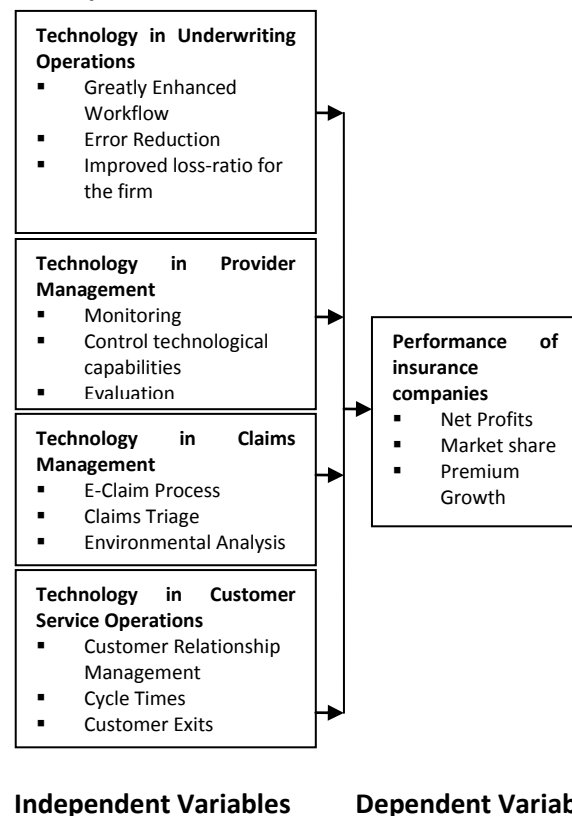 Technology in Underwriting
Operations
▪ Greatly Enhanced
Workflow
▪ Error Reduction
▪ Improved loss-ratio for
the firm
Technology in Provider
Management
▪ Monitoring
▪ Control technological
capabilities
▪ Evaluation
Technology in Claims
Management
▪ E-Claim Process
▪ Claims Triage
▪ Environmental Analysis
Technology in Customer
Service Operations
▪ Customer Relationship
Management
▪ Cycle Times
▪ Customer Exits
Performance of
insurance
companies
▪ Net Profits
▪ Market share
▪ Premium
Growth
Independent Variables
Dependent Variab